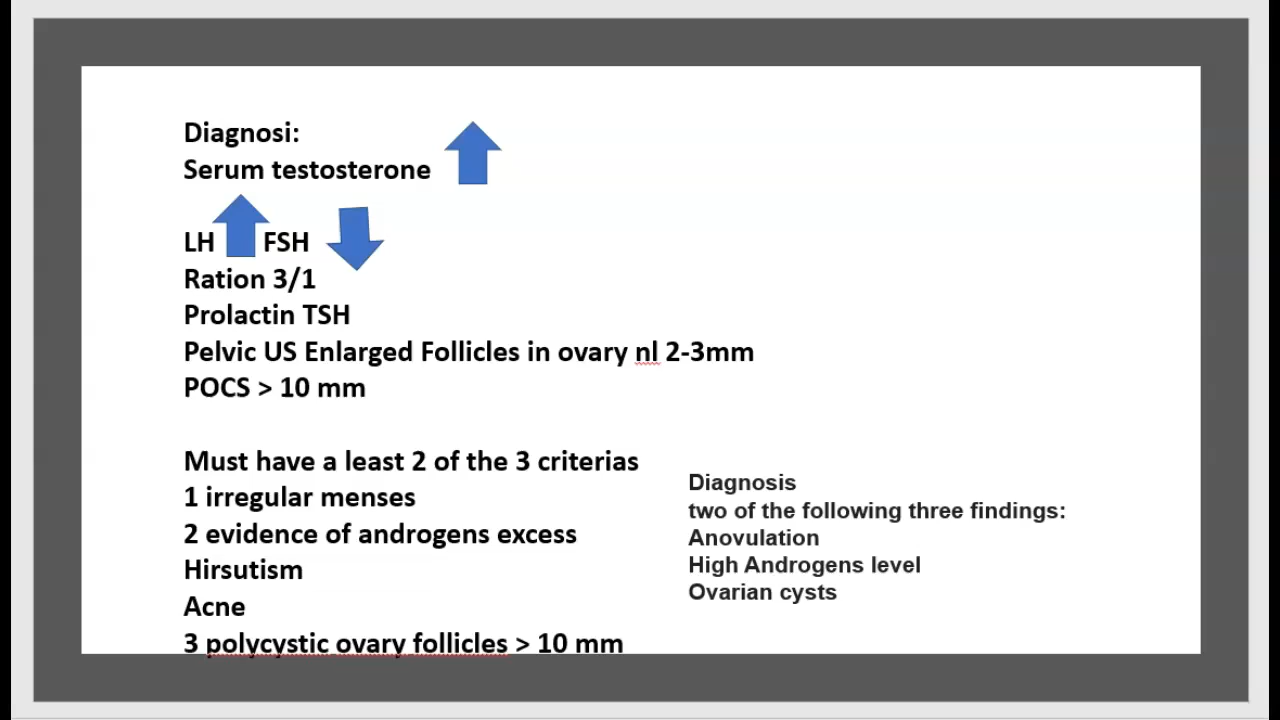 Diagnosi:
Serum testosterone
LH FSH
Ration 3/1
Prolactin TSH
Pelvic US Enlarged Follicles in ovary nl 2-3mm
POCS > 10 mm
Must have a least 2 of the 3 criterias
1 irregular menses
2 evidence of androgens excess
Hirsutism
Acne
3 polycystic ovary follicles > 10 mm
Diagnosis
two of the following three findings:
Anovulation
High Androgens level
Ovarian cysts